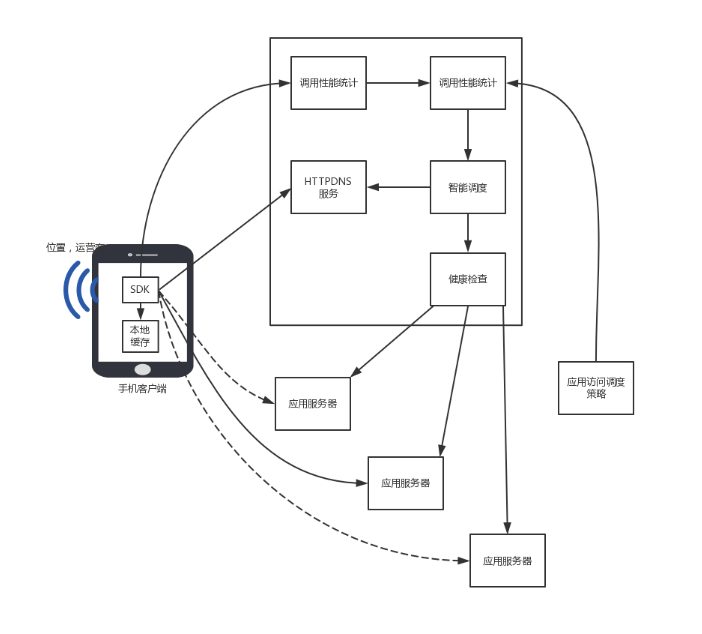 调用性能统计
调用性能统计
HTTPDNS
服务
智能调度
位置，运营
SDK
健康检查
本地
缓存
手机客户端
应用访问调度
策略
应用服务器
应用服务器
应用服务器